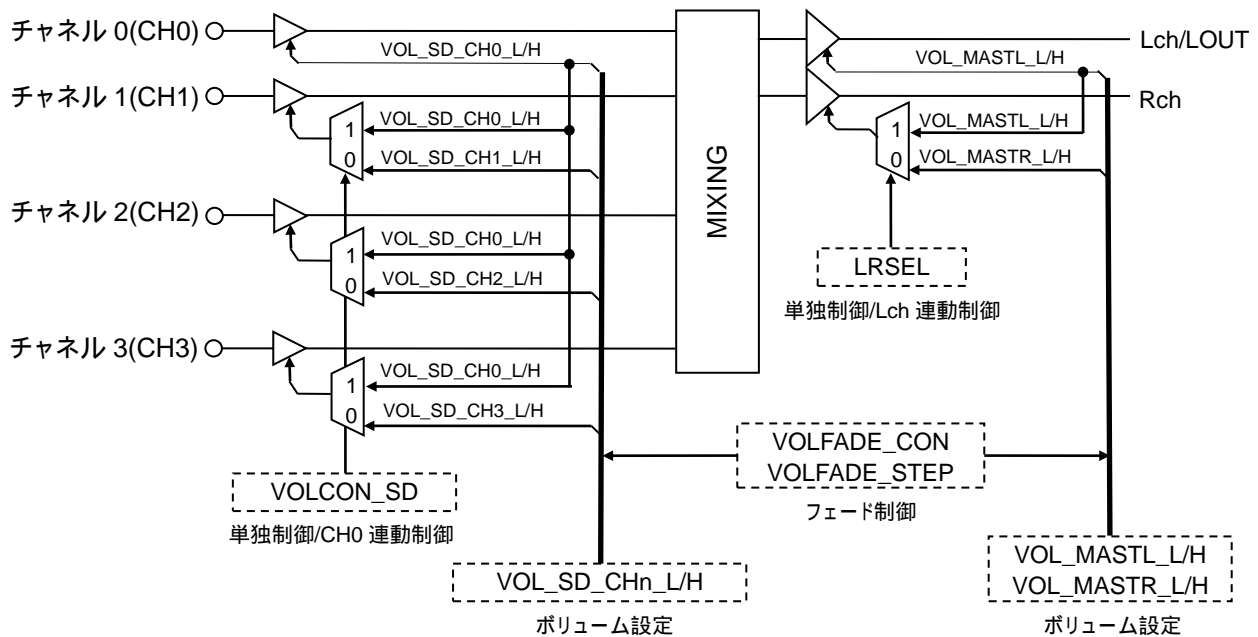 チャネル 0(CH0)
VOL_SD_CH0_L/H
チャネル 1(CH1)
1
0
VOL_SD_CH0_L/H
VOL_SD_CH1_L/H
チャネル 2(CH2)
1
0
VOL_SD_CH0_L/H
VOL_SD_CH2_L/H
チャネル 3(CH3)
1
0
VOL_SD_CH0_L/H
VOL_SD_CH3_L/H
VOLCON_SD
単独制御/CH0 連動制御
VOL_SD_CHn_L/H
ボリューム設定
MIXING
Lch/LOUT
VOL_MASTL_L/H
Rch
1
0
VOL_MASTL_L/H
VOL_MASTR_L/H
LRSEL
単独制御/Lch 連動制御
VOLFADE_CON
VOLFADE_STEP
フェード制御
VOL_MASTL_L/H
VOL_MASTR_L/H
ボリューム設定